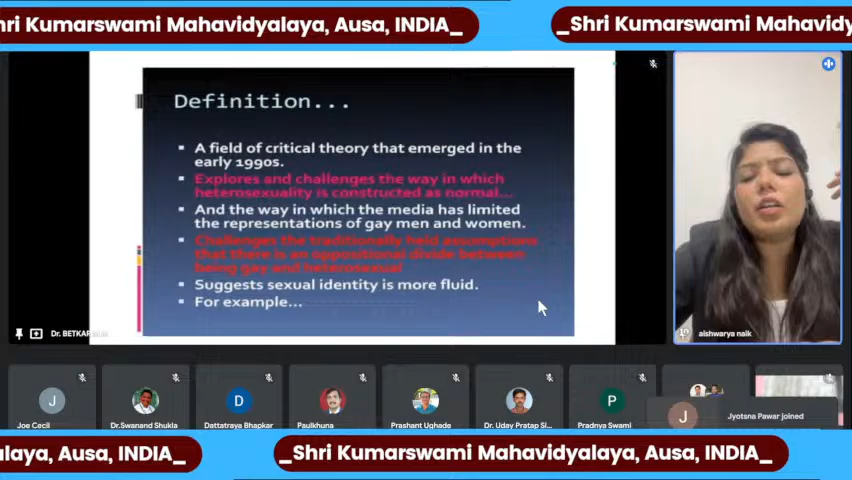 hri Kumarswami Mahavidyalaya, Ausa, INDIA_
_Shri Kumarswami Mahavidy
Definition...
A field of critical theory that emerged in the
early 1990s.
Explores and challenges the way in which
heterosexuality is constructed as normal...
And the way in which the media has limited
the representations of gay men and women.
Challenges the traditionally held assumptions
that there is an oppositional divide between
being gay and heterosexual
Suggests sexual identity is more fluid.
For example...
Dr. BETKAR
aishwarya naik
J
D
P
J
Jyotsna Pawar joined
Joe Cecil
Dr.Swanand Shukla
Dattatraya Bhapkar
Paulkhuna
Prashant Ughade
Dr. Uday Pratap Si...
Pradnya Swami
alaya, Ausa, INDIA_
_Shri Kumarswami Mahavidyalaya, Ausa, INDIA_